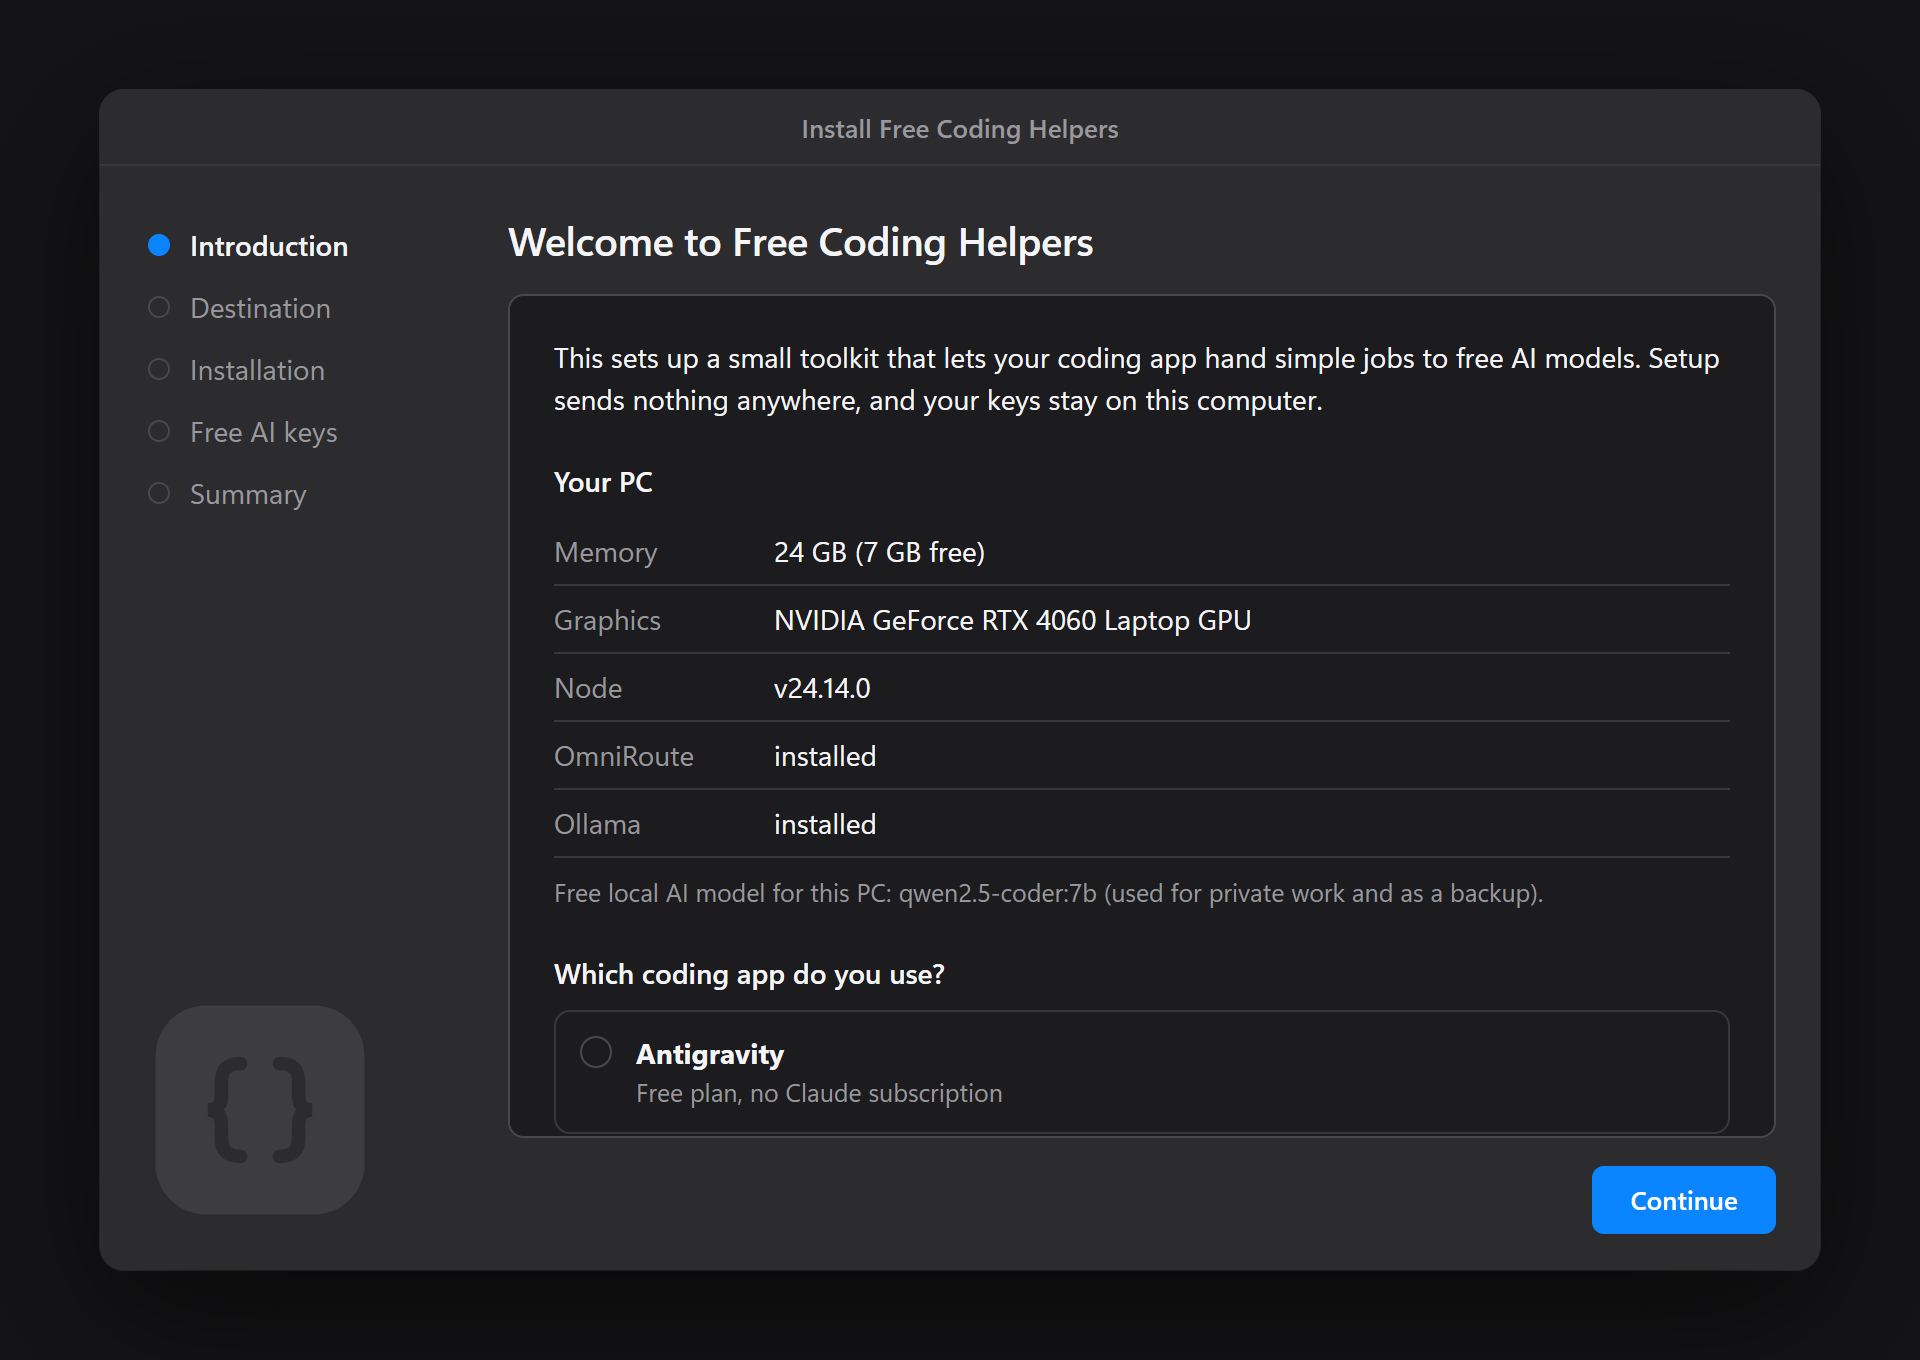 Install Free Coding Helpers
Introduction
Destination
Installation
Free AI keys
Summary
Welcome to Free Coding Helpers
This sets up a small toolkit that lets your coding app hand simple jobs to free AI models. Setup
sends nothing anywhere, and your keys stay on this computer.
Your PC
Memory 24 GB (7 GB free)
Graphics NVIDIA GeForce RTX 4060 Laptop GPU
Node v24.14.0
OmniRoute installed
Ollama installed
Free local AI model for this PC: qwen2.5-coder:7b (used for private work and as a backup).
Which coding app do you use?
Antigravity
Free plan, no Claude subscription
{ }
Continue